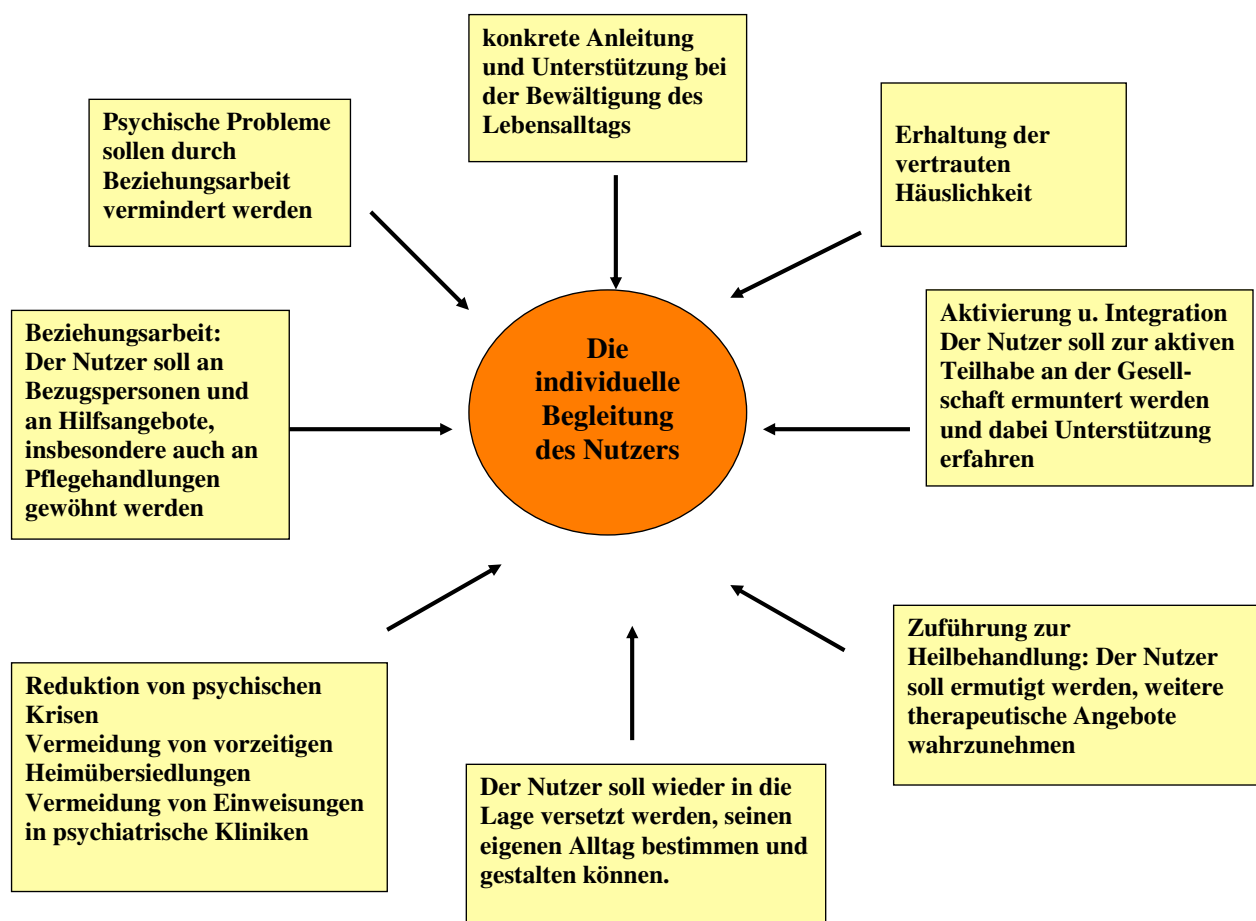 konkrete Anleitung
und Unterstützung bei
der Bewältigung des
Lebensalltags
Psychische Probleme
sollen durch
Beziehungsarbeit
vermindert werden
Erhaltung der
vertrauten
Häuslichkeit
Beziehungsarbeit:
Der Nutzer soll an
Bezugspersonen und
an Hilfsangebote,
insbesondere auch an
Pflegehandlungen
gewöhnt werden
Die
individuelle
Begleitung
des Nutzers
Aktivierung u. Integration
Der Nutzer soll zur aktiven
Teilhabe an der Gesell-
schaft ermuntert werden
und dabei Unterstützung
erfahren
Reduktion von psychischen
Krisen
Vermeidung von vorzeitigen
Heimübersiedlungen
Vermeidung von Einweisungen
in psychiatrische Kliniken
Der Nutzer soll wieder in die
Lage versetzt werden, seinen
eigenen Alltag bestimmen und
gestalten können.
Zuführung zur
Heilbehandlung: Der Nutzer
soll ermutigt werden, weitere
therapeutische Angebote
wahrzunehmen